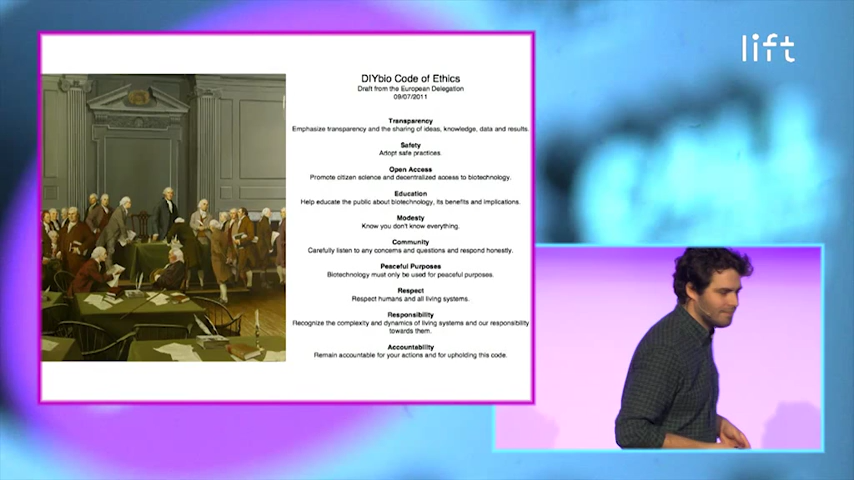 lift
DIYbio Code of Ethics
Draft from the European Delegation
09/07/2011
Transparency
Emphasize transparency and the sharing of ideas, knowledge, data and results.
Safety
Adopt safe practices.
Open Access
Promote citizen science and decentralized access to biotechnology.
Education
Help educate the public about biotechnology, its benefits and implications.
Modesty
Know you don't know everything.
Community
Carefully listen to any concerns and questions and respond honestly.
Peaceful Purposes
Biotechnology must only be used for peaceful purposes.
Respect
Respect humans and all living systems.
Responsibility
Recognize the complexity and dynamics of living systems and our responsibility
towards them.
Accountability
Remain accountable for your actions and for upholding this code.